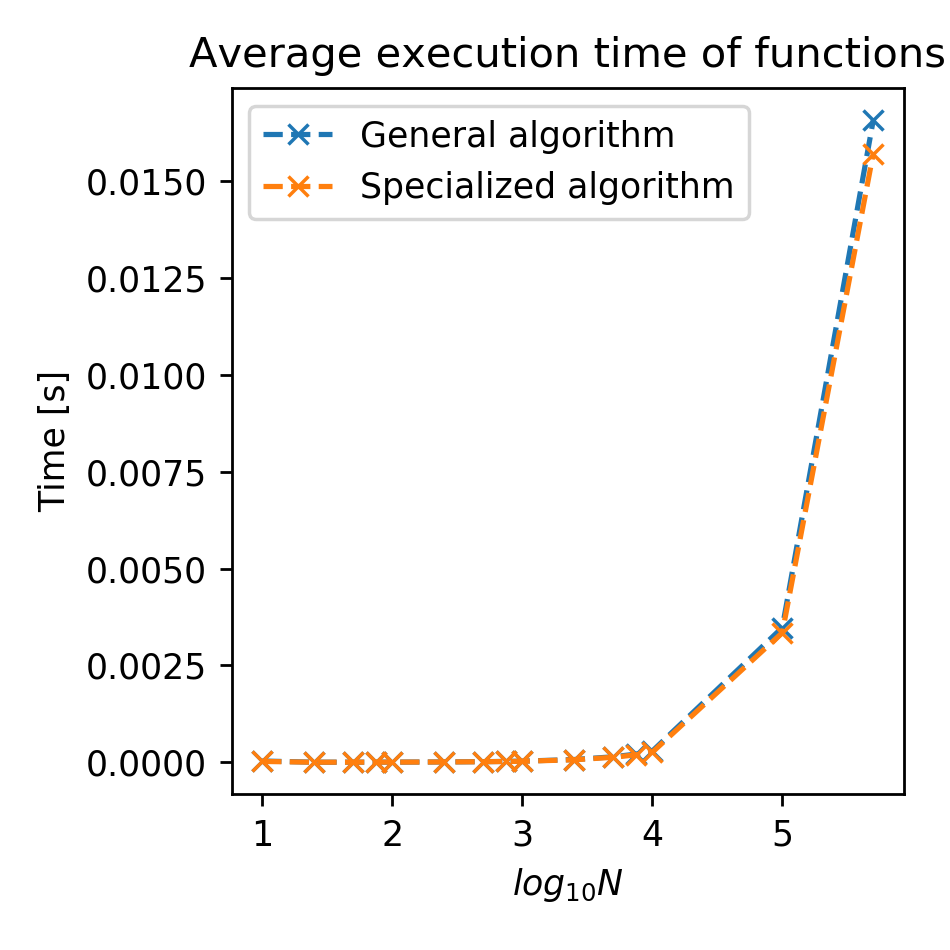 Average execution time of functions
General algorithm
Specialized algorithm
Time [s]
0.0150
0.0125
0.0100
0.0075
0.0050
0.0025
0.0000
1 2 3 4 5
log₁₀N